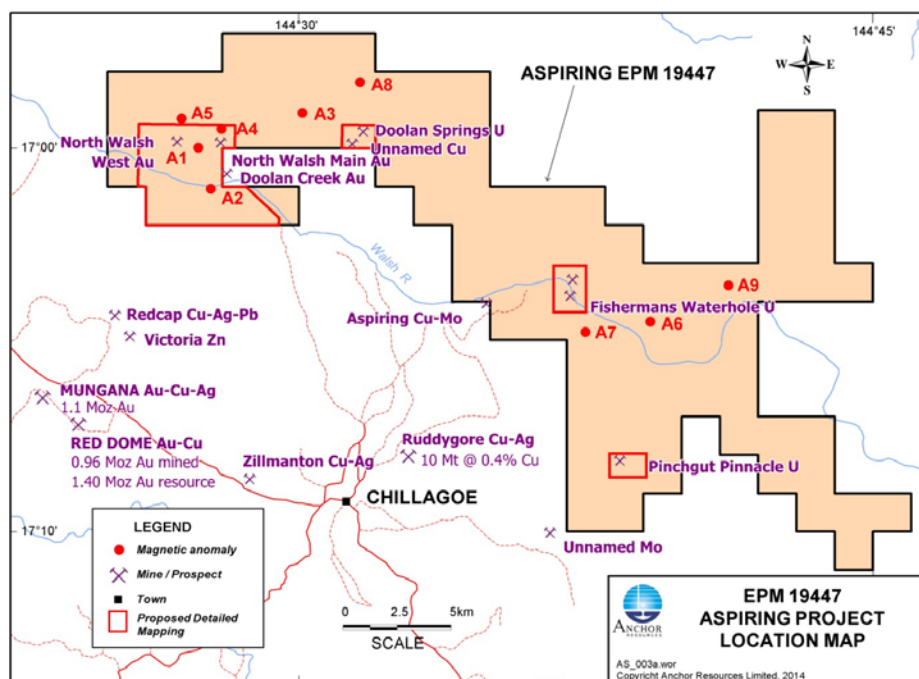 144°30'
144°45'
N
W E
S
ASPIRING EPM 19447
A8
A5
A3
A4
Doolan Springs U
Unnamed Cu
17°00'
North Walsh
West Au
A1
North Walsh Main Au
Doolan Creek Au
A2
Walsh R
A9
Fishermans Waterhole U
Aspiring Cu-Mo
A7
A6
Redcap Cu-Ag-Pb
Victoria Zn
MUNGANA Au-Cu-Ag
1.1 Moz Au
RED DOME Au-Cu
0.96 Moz Au mined
1.40 Moz Au resource
Zillmanton Cu-Ag
Ruddygore Cu-Ag
10 Mt @ 0.4% Cu
Pinchgut Pinnacle U
CHILLAGOE
17°10'
Unnamed Mo
LEGEND
Magnetic anomaly
Mine / Prospect
Town
Proposed Detailed
Mapping
0 2.5 5km
SCALE
ANCHOR
RESOURCES
EPM 19447
ASPIRING PROJECT
LOCATION MAP
AS_003a.wor
Copyright Anchor Resources Limited, 2014